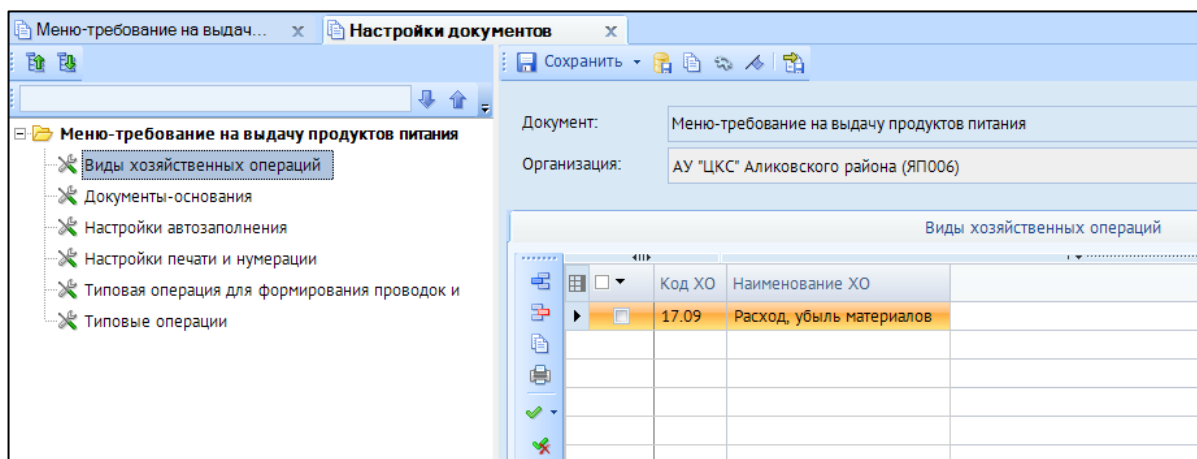 Меню-требование на выдач... x Настройки документов x
Сохранить
Меню-требование на выдачу продуктов питания
Виды хозяйственных операций
Документы-основания
Настройки автозаполнения
Настройки печати и нумерации
Типовая операция для формирования проводок и
Типовые операции
Документ: Меню-требование на выдачу продуктов питания
Организация: АУ "ЦКС" Аликовского района (ЯП006)
Виды хозяйственных операций
Код ХО Наименование ХО
17.09 Расход, убыль материалов